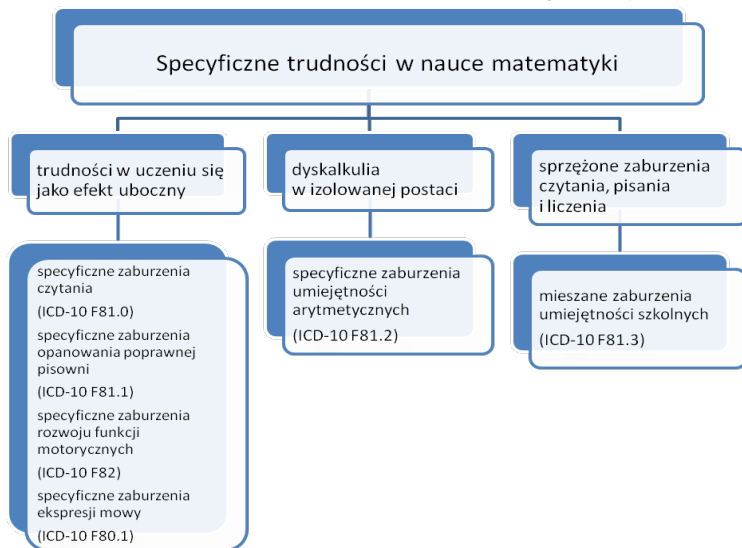 Specyficzne trudności w nauce matematyki
trudności w uczeniu się
jako efekt uboczny
dyskalkulia
w izolowanej postaci
sprzężone zaburzenia
czytania, pisania
i liczenia
specyficzne zaburzenia
czytania
(ICD-10 F81.0)
specyficzne zaburzenia
opanowania poprawnej
pisowni
(ICD-10 F81.1)
specyficzne zaburzenia
rozwoju funkcji
motorycznych
(ICD-10 F82)
specyficzne zaburzenia
ekspresji mowy
(ICD-10 F80.1)
specyficzne zaburzenia
umiejętności
arytmetycznych
(ICD-10 F81.2)
mieszane zaburzenia
umiejętności szkolnych
(ICD-10 F81.3)